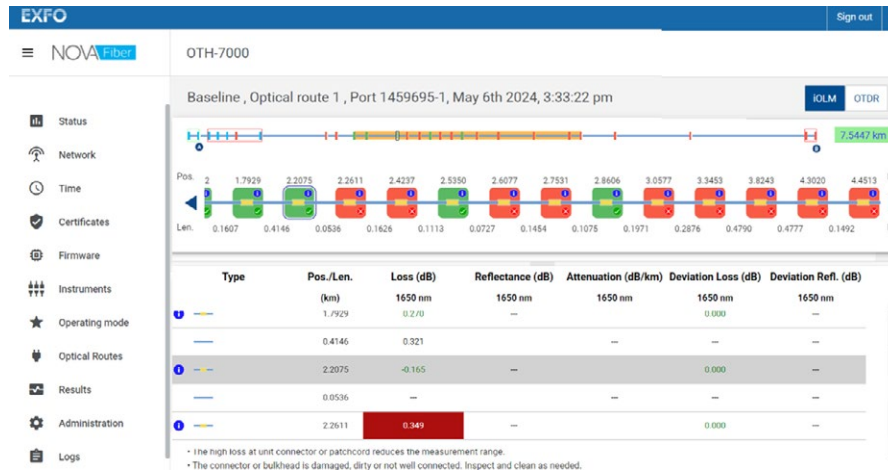 EXFO
Sign out
NOVA Fiber
OTH-7000
Baseline , Optical route 1 , Port 1459695-1, May 6th 2024, 3:33:22 pm
iOLM OTDR
7.5447 km
A
B
Status
Network
Time
Certificates
Firmware
Instruments
Operating mode
Optical Routes
Results
Administration
Logs
Pos. 2 1.7929 2.2075 2.2611 2.4237 2.5350 2.6077 2.7531 2.8606 3.0577 3.3453 3.8243 4.3020 4.4513
Len. 0.1607 0.4146 0.0536 0.1626 0.1113 0.0727 0.1454 0.1075 0.1971 0.2876 0.4790 0.4777 0.1492
Type Pos./Len. Loss (dB) Reflectance (dB) Attenuation (dB/km) Deviation Loss (dB) Deviation Refl. (dB)
(km) 1650 nm 1650 nm 1650 nm 1650 nm 1650 nm
1.7929 0.270 --- 0.000 ---
0.4146 0.321 --- --- ---
2.2075 -0.165 --- 0.000 ---
0.0536 --- --- --- ---
2.2611 0.349 --- 0.000 ---
• The high loss at unit connector or patchcord reduces the measurement range.
• The connector or bulkhead is damaged, dirty or not well connected. Inspect and clean as needed.